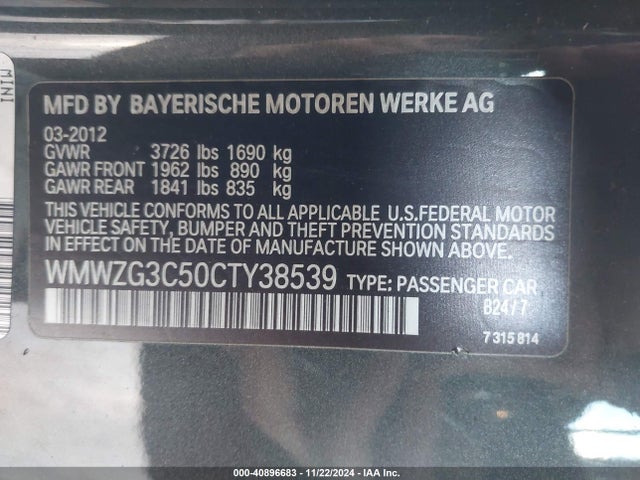 MINI
MFD BY BAYERISCHE MOTOREN WERKE AG
03-2012
GVWR 3726 lbs 1690 kg
GAWR FRONT 1962 lbs 890 kg
GAWR REAR 1841 lbs 835 kg
THIS VEHICLE CONFORMS TO ALL APPLICABLE U.S.FEDERAL MOTOR
VEHICLE SAFETY, BUMPER AND THEFT PREVENTION STANDARDS
IN EFFECT ON THE DATE OF MANUFACTURE SHOWN ABOVE.
WMWZG3C50CTY38539 TYPE: PASSENGER CAR
B24/7
7315814
000-40896683 - 11/22/2024 - IAA Inc.